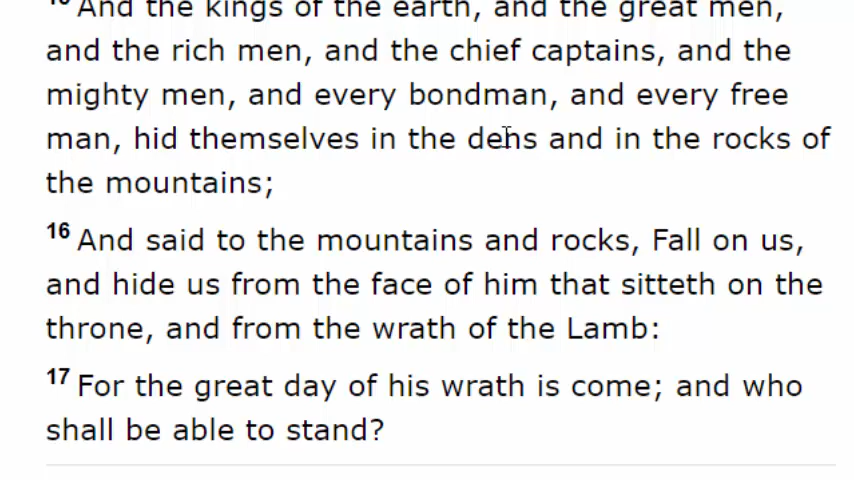 And the kings of the earth, and the great men,
and the rich men, and the chief captains, and the
mighty men, and every bondman, and every free
man, hid themselves in the dens and in the rocks of
the mountains;
16 And said to the mountains and rocks, Fall on us,
and hide us from the face of him that sitteth on the
throne, and from the wrath of the Lamb:
17 For the great day of his wrath is come; and who
shall be able to stand?